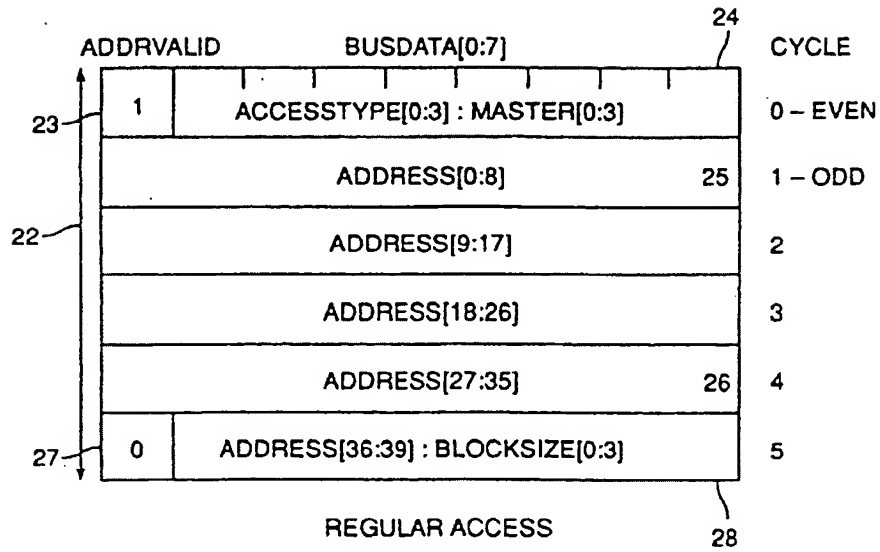 24
ADDRVALID BUSDATA[0:7] CYCLE
23 1 ACCESSTYPE[0:3] : MASTER[0:3] 0 – EVEN
ADDRESS[0:8] 25 1 – ODD
22 ADDRESS[9:17] 2
ADDRESS[18:26] 3
ADDRESS[27:35] 26 4
27 0 ADDRESS[36:39] : BLOCKSIZE[0:3] 5
REGULAR ACCESS 28